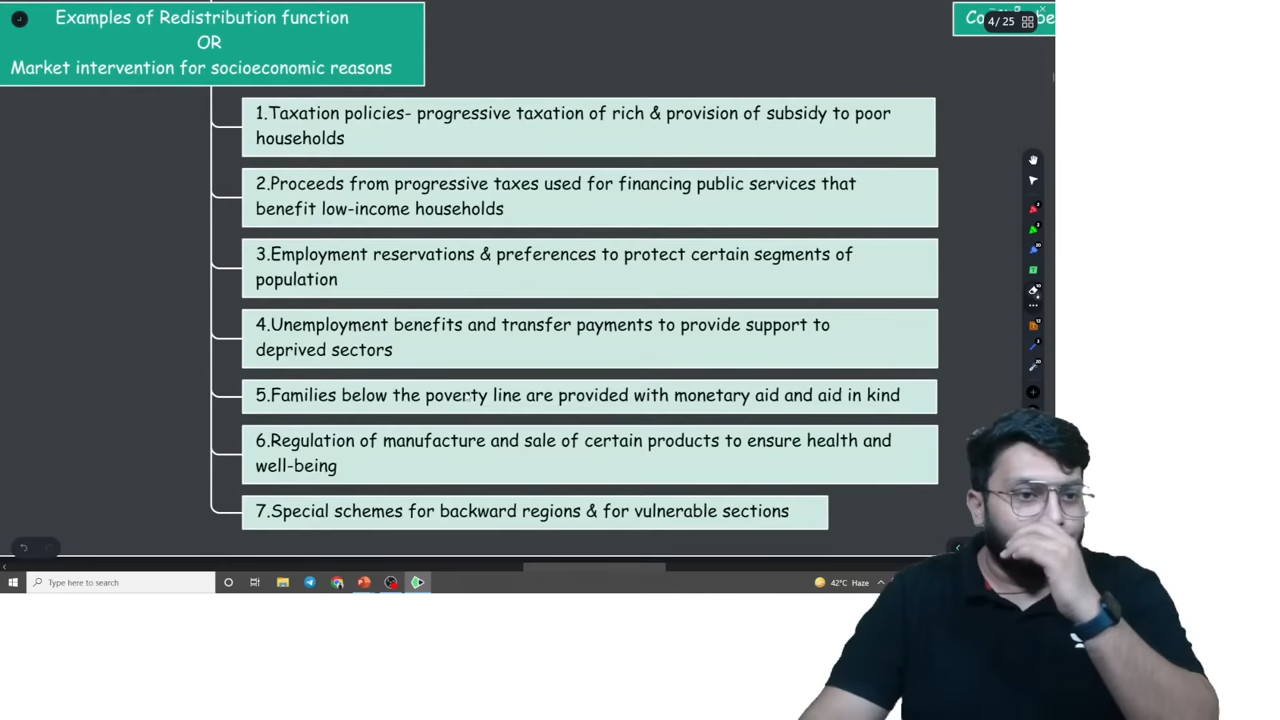 Examples of Redistribution function
OR
Market intervention for socioeconomic reasons
4/25
1.Taxation policies- progressive taxation of rich & provision of subsidy to poor
households
2.Proceeds from progressive taxes used for financing public services that
benefit low-income households
3.Employment reservations & preferences to protect certain segments of
population
4.Unemployment benefits and transfer payments to provide support to
deprived sectors
5.Families below the poverty line are provided with monetary aid and aid in kind
6.Regulation of manufacture and sale of certain products to ensure health and
well-being
7.Special schemes for backward regions & for vulnerable sections
Type here to search
42°C Haze